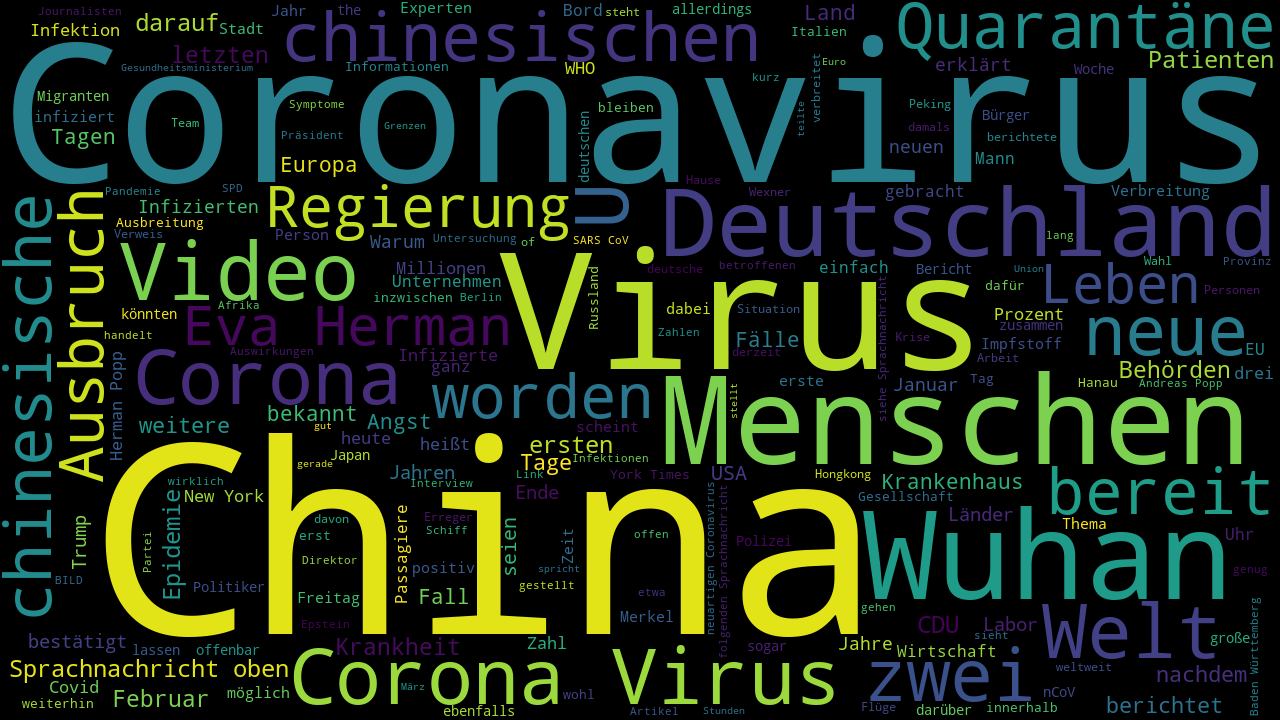 Journalisten
Jahr
the
Experten
Bord
steht
allerdings
Land
Quarantäne
Infektion
darauf
Stadt
chinesischen
Italien
letzten
Patienten
Gesundheitsministerium
Informationen
WHO
kurz
verbreitet
Euro
erklärt
Woche
Coronavirus
Migranten
Symptome
bleiben
teilte
Peking
damals
Bürger
infiziert
Team
Grenzen
deutschen
berichtete
Tagen
Präsident
neuen
Mann
Europa
Hause
Pandemie
SPD
Wexner
gebracht
Verbreitung
Infizierten
Regierung
U
Deutschland
chinesische
Ausbruch
Ausbreitung
Verweis
Person
Warum
Untersuchung
of
SARS CoV
lang
Video
Millionen
Virus
deutsche
betroffenen
einfach
Bericht
Wahl
Union
Provinz
Unternehmen
Russland
inzwischen
Berlin
Situation
dafür
Leben
Personen
Afrika
dabei
siehe Sprachnachricht
könnten
Eva Herman
Zahlen
Fälle
Prozent
zusammen
neue
handelt
Krise
Impfstoff
EU
Auswirkungen
Infizierte
derzeit
Arbeit
Herman Popp
Corona
ganz
erste
Januar
Tag
Behörden
drei
Hanau
Andreas Popp
worden
stellt
Menschen
bekannt
Angst
weitere
gut
scheint
heute
heißt
ersten
Japan
gerade
Tage
Infektionen
wirklich
Jahren
Link
York Times
USA
Hongkong
Krankenhaus
bereit
New York
Interview
Ende
Gesellschaft
China
Trump
Partei
Epidemie
davon
Passagiere
Erreger
Schiff
seien
Zeit
offen
neuartigen Coronavirus
folgenden Sprachnachricht
Polizei
Wuhan
Länder
Thema
Uhr
erst
Direktor
BILD
Politiker
positiv
spricht
genug
Freitag
Fall
gestellt
etwa
Epstein
Merkel
gehen
CDU
Labor
Welt
bestätigt
lassen
offenbar
Krankheit
Zahl
sogar
Jahre
Wirtschaft
sieht
große
Baden Württemberg
Sprachnachricht oben
Corona Virus
zwei
weltweit
nachdem
Covid
weiterhin
Februar
möglich
März
wohl
nCoV
ebenfalls
Artikel
Stunden
Flüge
darüber
innerhalb
berichtet